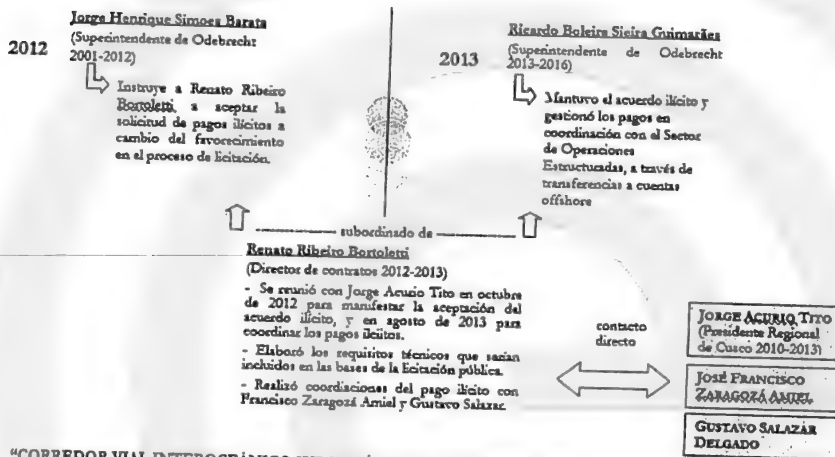 Jorge Henrique Simoes Barata
2012
(Superintendente de Odebrecht
2001-2012)
Instruye a Renato Ribeiro
Bortoletti, a aceptar la
solicitud de pagos ilícitos a
cambio del favorecimiento
en el proceso de licitación.
Ricardo Boleira Sieira Guimarães
2013
(Superintendente de Odebrecht
2013-2016)
Mantuvo el acuerdo ilícito y
gestionó los pagos en
coordinación con el Sector
de Operaciones
Estructuradas, a través de
transferencias a cuentas
offshore
subordinado de
Renato Ribeiro Bortoletti
(Director de contratos 2012-2013)
- Se reunió con Jorge Acurio Tito en octubre
de 2012 para manifestar la aceptación del
acuerdo ilícito, y en agosto de 2013 para
coordinar los pagos ilícitos.
- Elaboró los requisitos técnicos que serían
incluidos en las bases de la licitación pública.
- Realizó coordiaciones del pago ilícito con
Francisco Zaragozá Amiel y Gustavo Salazar.
contacto
directo
JORGE ACURIO TITO
(Presidente Regional
de Cusco 2010-2013)
JOSÉ FRANCISCO
ZARAGOZÁ AMIEL
GUSTAVO SALAZAR
DELGADO
"CORREDOR VIAL INTEROCEÁNICO